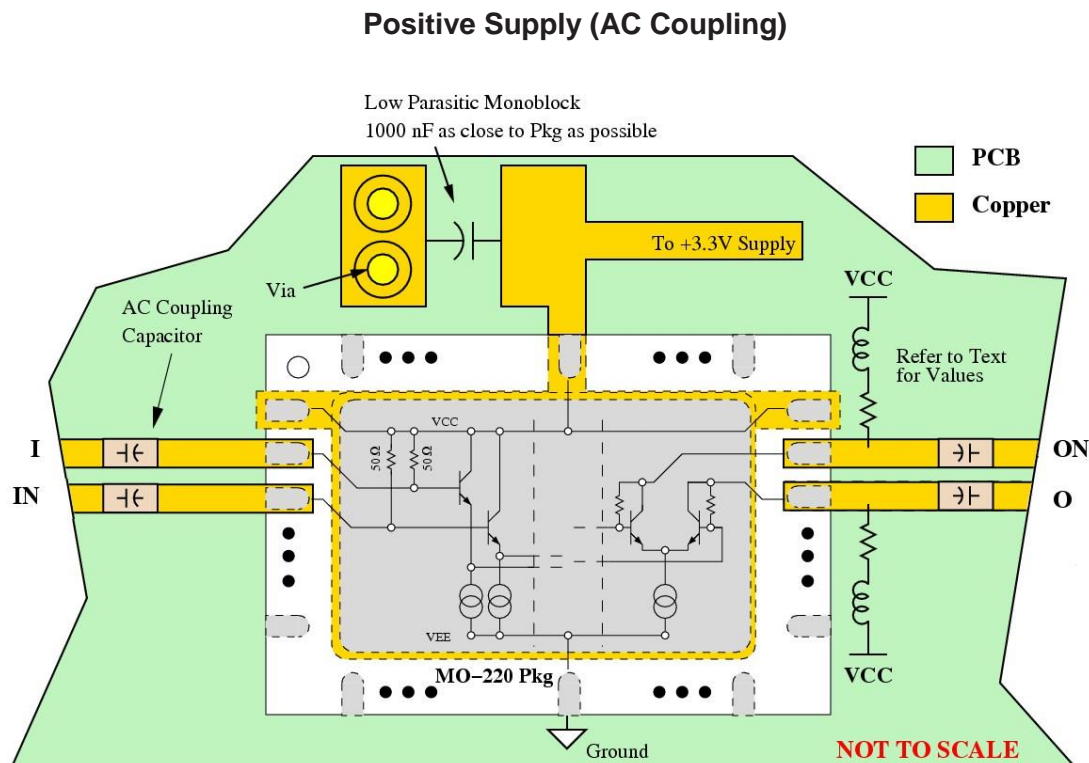 Positive Supply (AC Coupling)
Low Parasitic Monoblock
1000 nF as close to Pkg as possible
PCB
Copper
To +3.3V Supply
Via
AC Coupling
Capacitor
VCC
Refer to Text
for Values
VCC
50 Ω
50 Ω
I
ON
IN
O
VEE
MO−220 Pkg
VCC
Ground
NOT TO SCALE